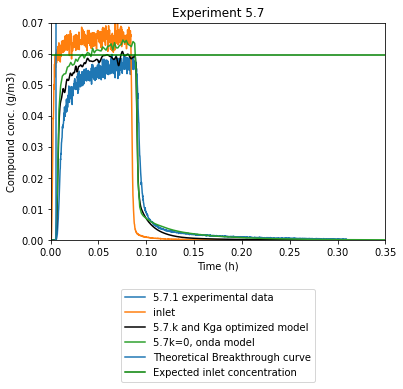 Experiment 5.7
Compound conc. (g/m3)
0.07
0.06
0.05
0.04
0.03
0.02
0.01
0.00
0.00 0.05 0.10 0.15 0.20 0.25 0.30 0.35
Time (h)
5.7.1 experimental data
inlet
5.7.k and Kga optimized model
5.7k=0, onda model
Theoretical Breakthrough curve
Expected inlet concentration